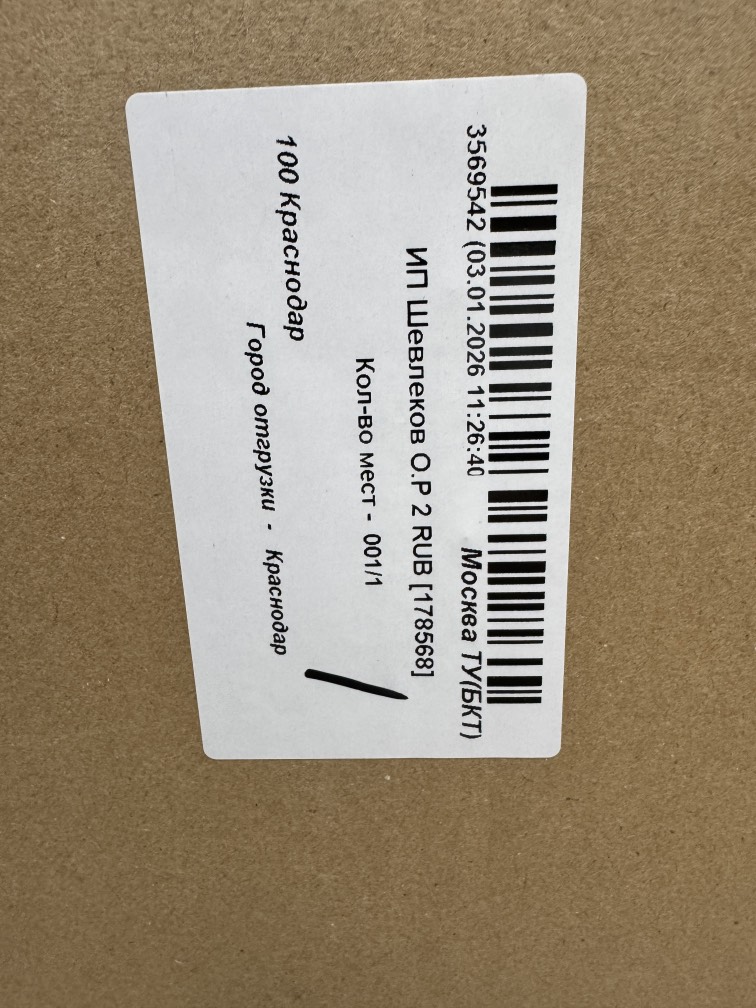 3569542 (03.01.2026 11:26:40 Москва ТУ(БКТ)
ИП Шевлеков О.Р 2 RUB [178568]
Кол-во мест - 001/1
100 Краснодар
Город отгрузки - Краснодар